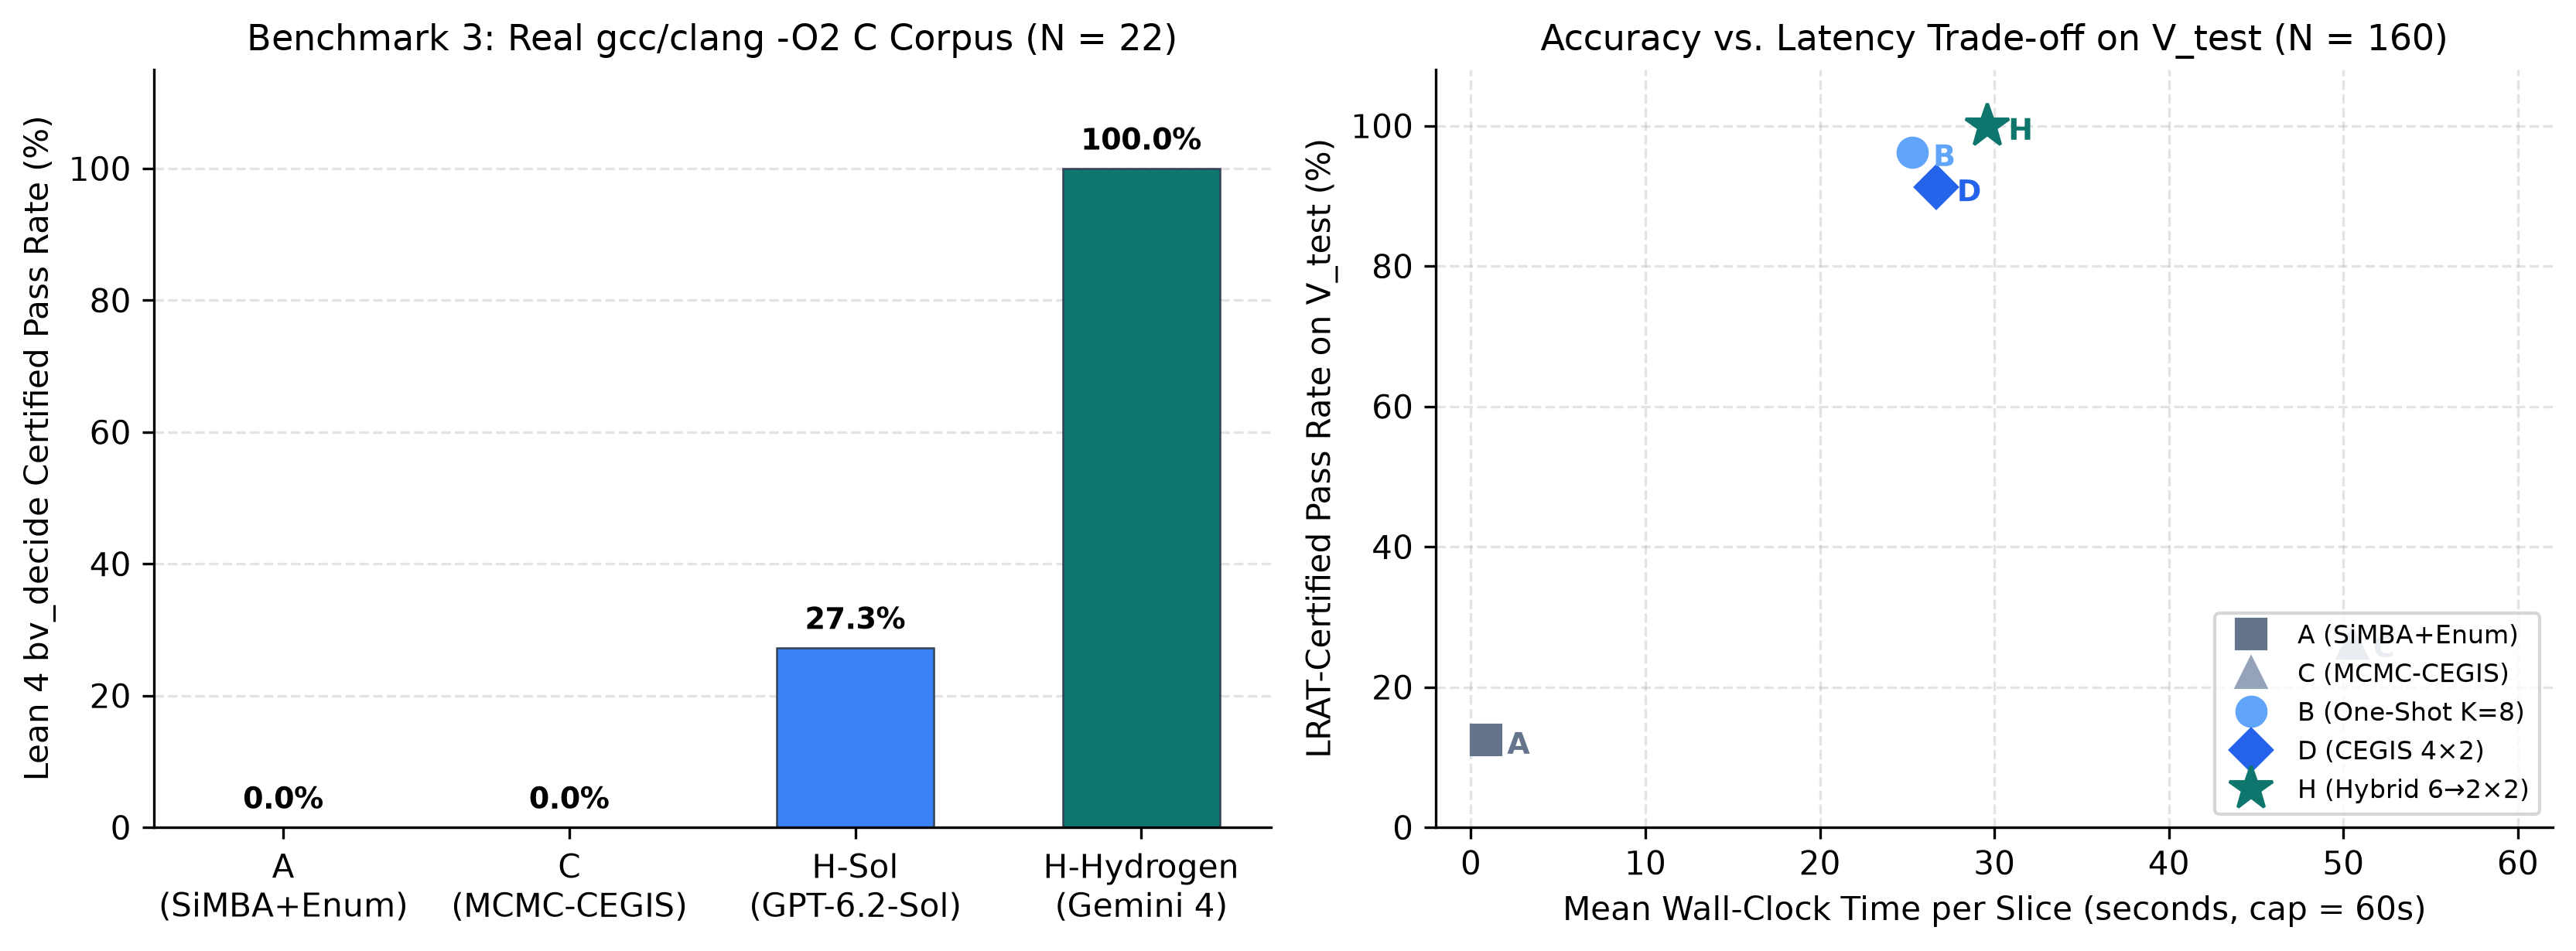 Benchmark 3: Real gcc/clang -O2 C Corpus (N = 22)
Lean 4 bv_decide Certified Pass Rate (%)
100
80
60
40
20
0
0.0%
0.0%
27.3%
100.0%
A
(SiMBA+Enum)
C
(MCMC-CEGIS)
H-Sol
(GPT-6.2-Sol)
H-Hydrogen
(Gemini 4)
Accuracy vs. Latency Trade-off on V_test (N = 160)
LRAT-Certified Pass Rate on V_test (%)
100
80
60
40
20
0
H
B
D
A
C
A (SiMBA+Enum)
C (MCMC-CEGIS)
B (One-Shot K=8)
D (CEGIS 4×2)
H (Hybrid 6→2×2)
0 10 20 30 40 50 60
Mean Wall-Clock Time per Slice (seconds, cap = 60s)